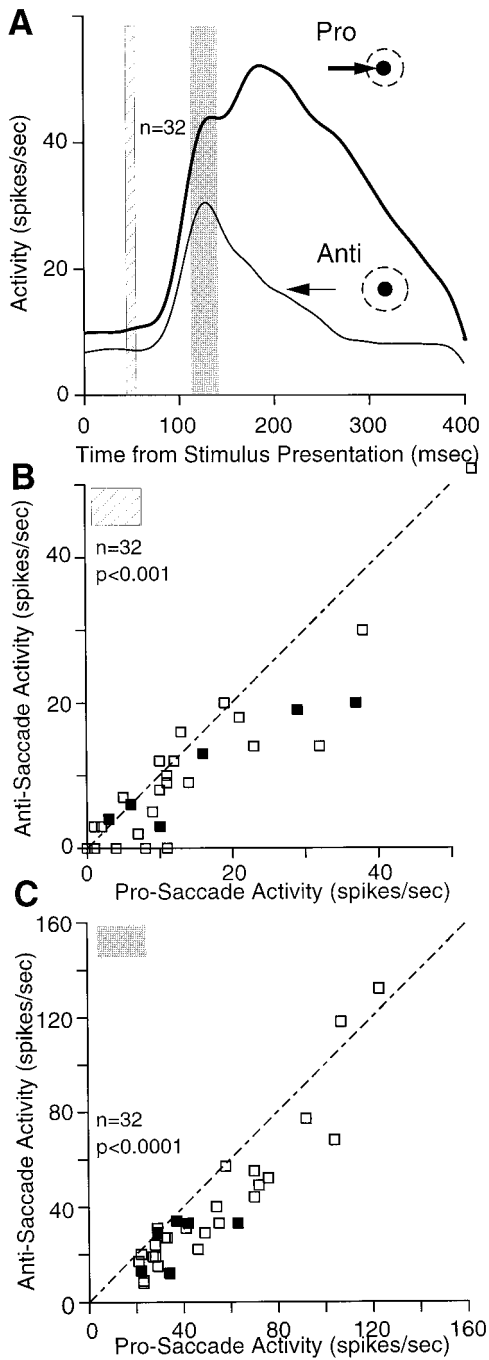 A
Pro
n=32
Anti
Activity (spikes/sec)
40
20
0
0 100 200 300 400
Time from Stimulus Presentation (msec)
B
n=32
p<0.001
Anti-Saccade Activity (spikes/sec)
40
20
0
0 20 40
Pro-Saccade Activity (spikes/sec)
C
160
n=32
p<0.0001
Anti-Saccade Activity (spikes/sec)
120
80
40
0
0 40 80 120 160
Pro-Saccade Activity (spikes/sec)